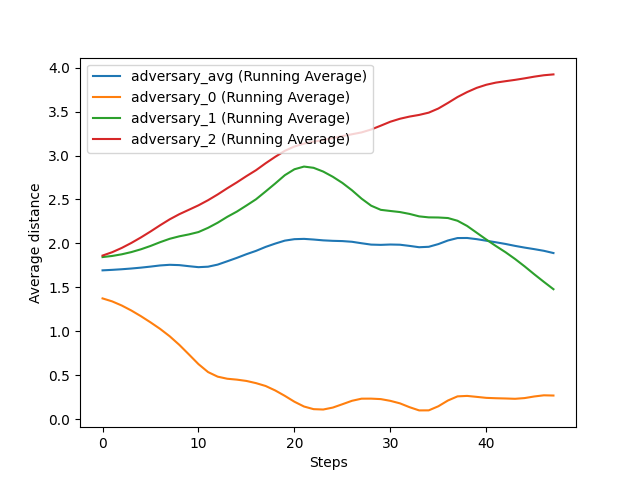 adversary_avg (Running Average)
adversary_0 (Running Average)
adversary_1 (Running Average)
adversary_2 (Running Average)
4.0
3.5
3.0
2.5
2.0
1.5
1.0
0.5
0.0
Average distance
0
10
20
30
40
Steps